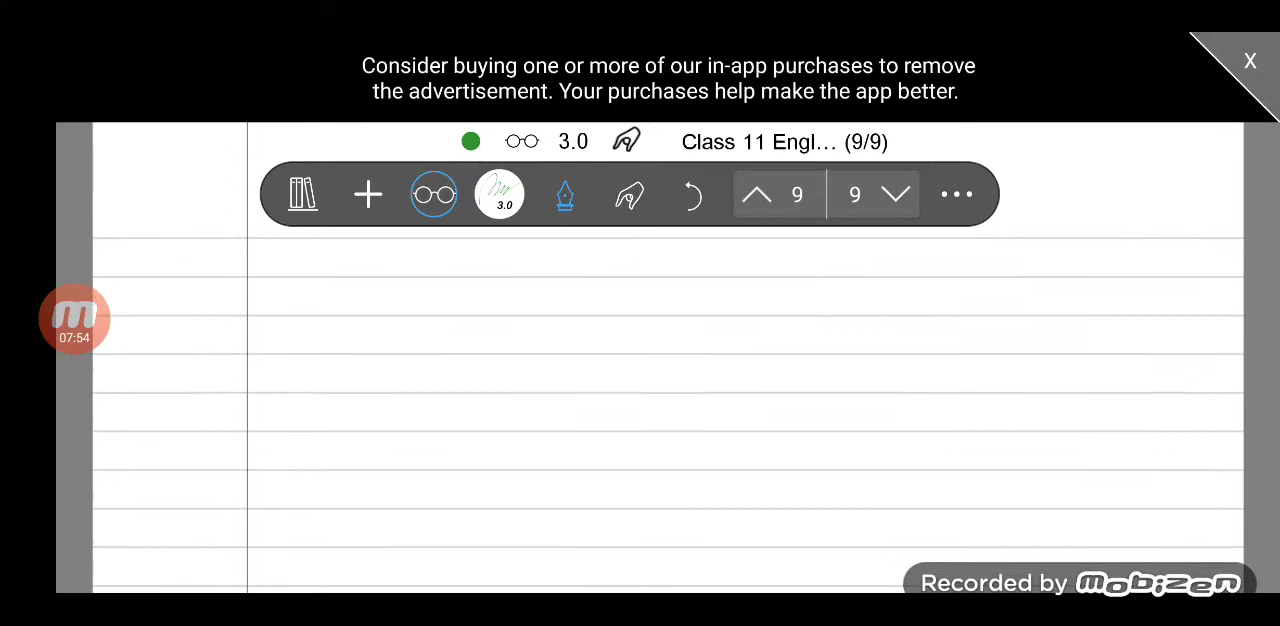 Consider buying one or more of our in-app purchases to remove
the advertisement. Your purchases help make the app better.
X
3.0 Class 11 Engl... (9/9)
3.0 9 9
07:54
Recorded by mobizen